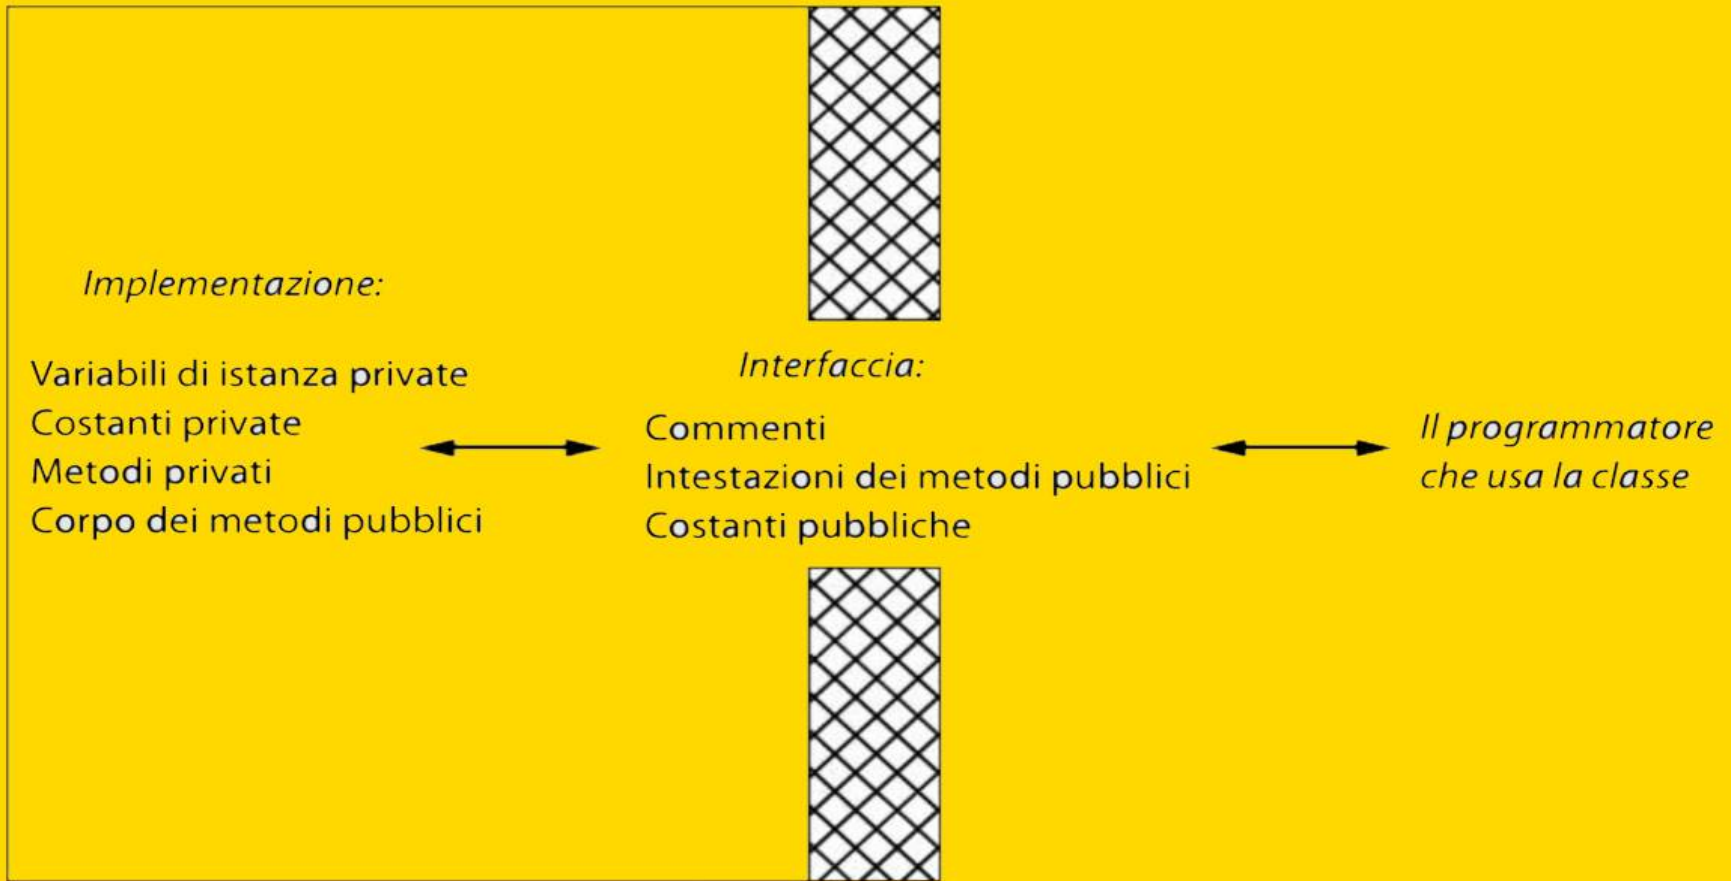 Implementazione:
Variabili di istanza private
Costanti private
Metodi privati
Corpo dei metodi pubblici
Interfaccia:
Commenti
Intestazioni dei metodi pubblici
Costanti pubbliche
Il programmatore
che usa la classe